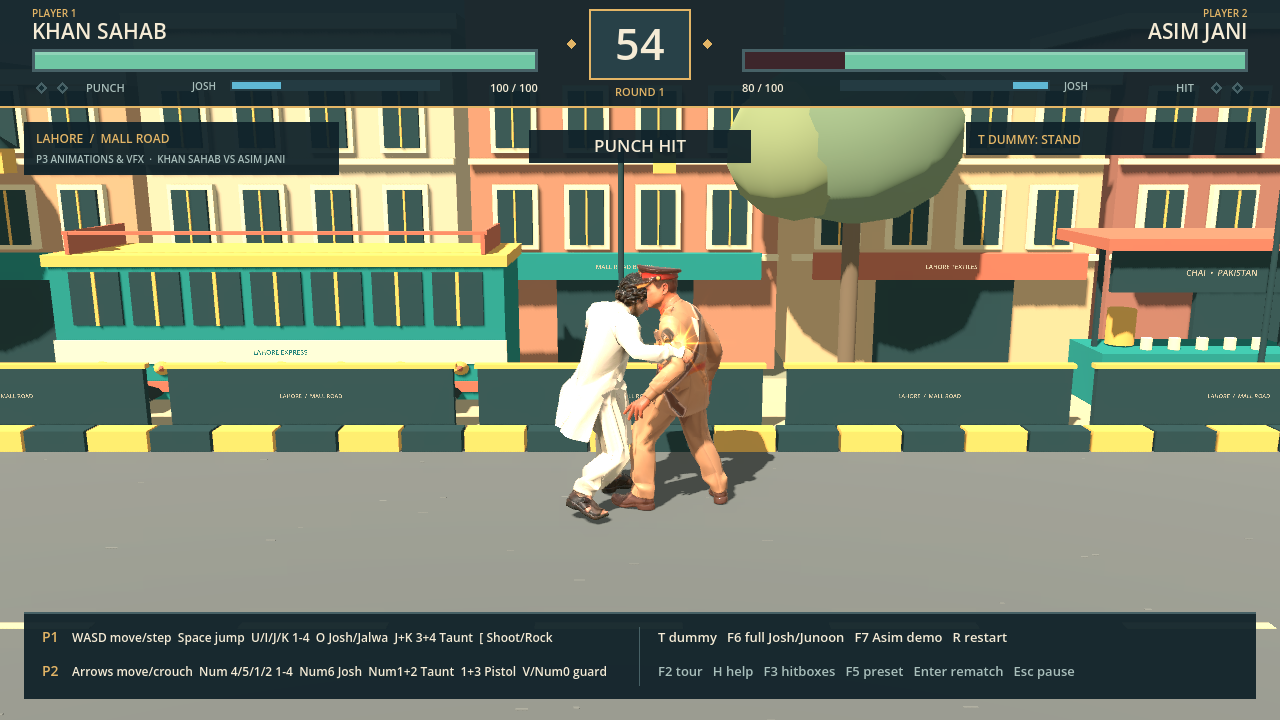 PLAYER 1
KHAN SAHAB
PUNCH
JOSH
100 / 100
54
ROUND 1
PLAYER 2
ASIM JANI
80 / 100
JOSH
HIT
LAHORE / MALL ROAD
P3 ANIMATIONS & VFX · KHAN SAHAB VS ASIM JANI
PUNCH HIT
T DUMMY: STAND
LAHORE TEXTILES
CHAI • PAKISTAN
LAHORE EXPRESS
MALL ROAD
LAHORE / MALL ROAD
LAHORE / MALL ROAD
LAHORE / MALL ROAD
P1 WASD move/step Space jump U/I/J/K 1-4 O Josh/Jalwa J+K 3+4 Taunt [ Shoot/Rock
P2 Arrows move/crouch Num 4/5/1/2 1-4 Num6 Josh Num1+2 Taunt 1+3 Pistol V/Num0 guard
T dummy F6 full Josh/Junoon F7 Asim demo R restart
F2 tour H help F3 hitboxes F5 preset Enter rematch Esc pause